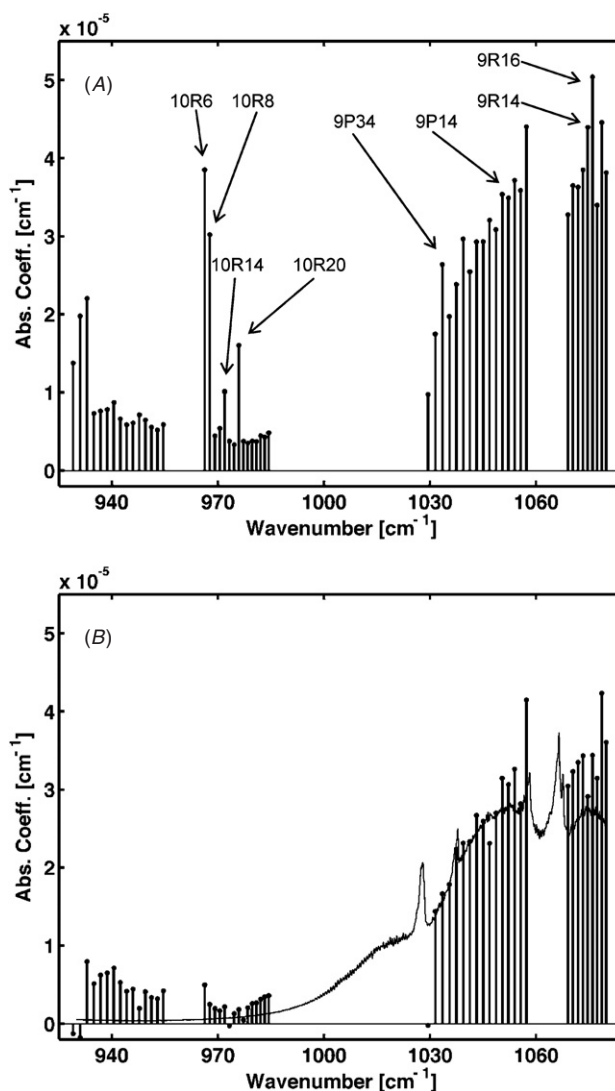 x 10⁻⁵
(A)
9R16
10R6
10R8
9R14
9P34
9P14
10R14
10R20
5
4
3
2
1
0
Abs. Coeff. [cm⁻¹]
940 970 1000 1030 1060
Wavenumber [cm⁻¹]
x 10⁻⁵
(B)
5
4
3
2
1
0
Abs. Coeff. [cm⁻¹]
940 970 1000 1030 1060
Wavenumber [cm⁻¹]